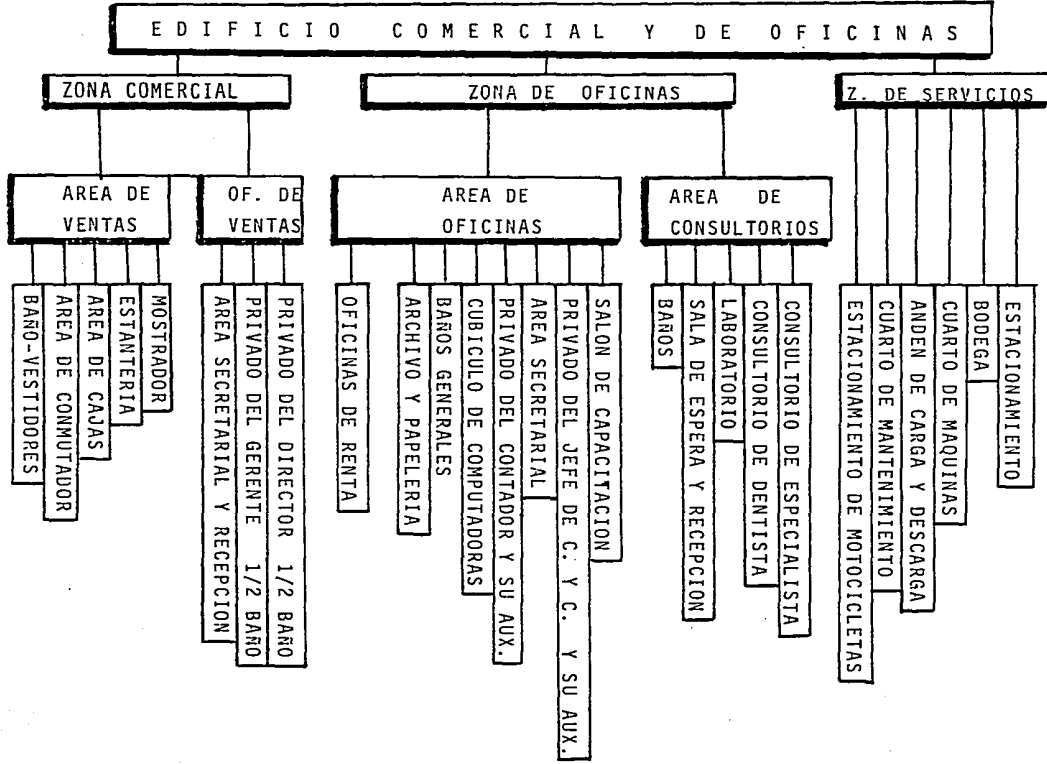 EDIFICIO COMERCIAL Y DE OFICINAS
ZONA COMERCIAL
ZONA DE OFICINAS
Z. DE SERVICIOS
AREA DE
VENTAS
OF. DE
VENTAS
AREA DE
OFICINAS
AREA DE
CONSULTORIOS
BAÑO-VESTIDORES
AREA DE CONMUTADOR
AREA DE CAJAS
ESTANTERIA
MOSTRADOR
AREA SECRETARIAL Y RECEPCION
PRIVADO DEL GERENTE 1/2 BAÑO
PRIVADO DEL DIRECTOR 1/2 BAÑO
OFICINAS DE RENTA
ARCHIVO Y PAPELERIA
BAÑOS GENERALES
CUBICULO DE COMPUTADORAS
PRIVADO DEL CONTADOR Y SU AUX.
AREA SECRETARIAL
PRIVADO DEL JEFE DE C. Y C. Y SU AUX.
SALON DE CAPACITACION
BAÑOS
SALA DE ESPERA Y RECEPCION
LABORATORIO
CONSULTORIO DE DENTISTA
CONSULTORIO DE ESPECIALISTA
ESTACIONAMIENTO DE MOTOCICLETAS
CUARTO DE MANTENIMIENTO
ANDEN DE CARGA Y DESCARGA
CUARTO DE MAQUINAS
BODEGA
ESTACIONAMIENTO